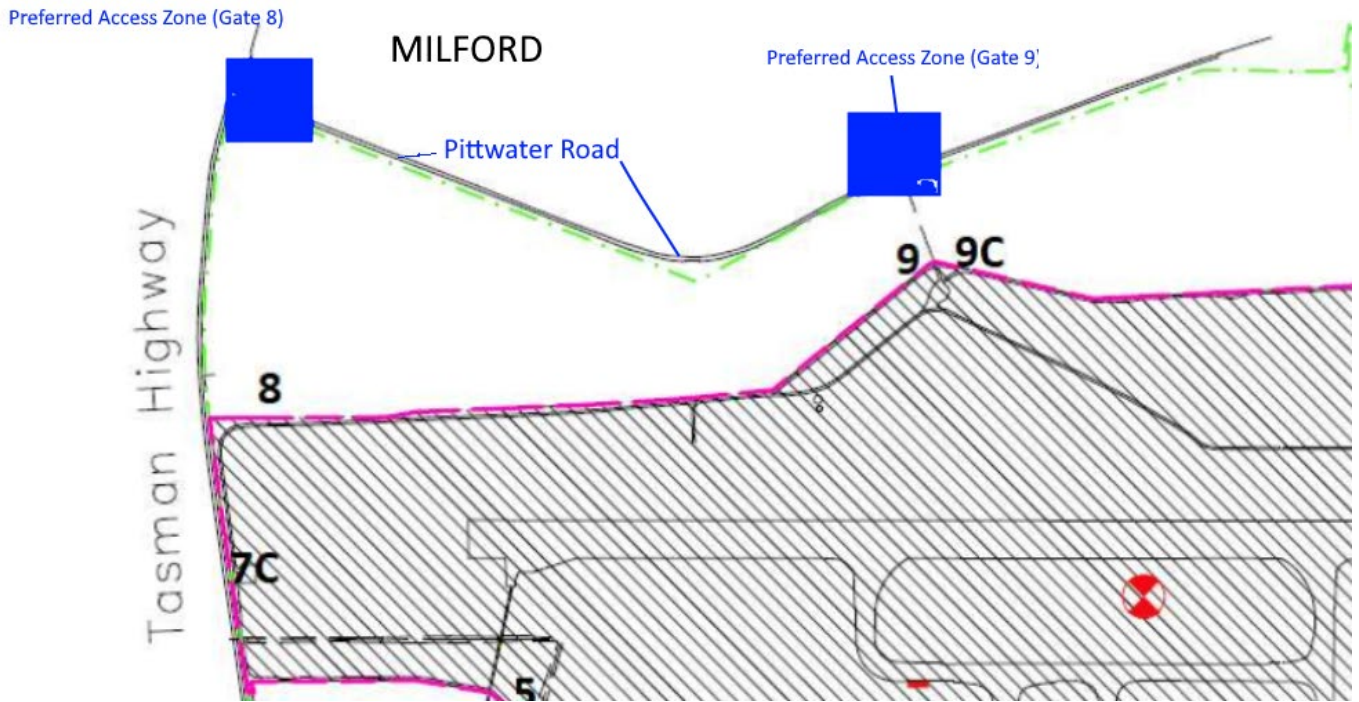 Preferred Access Zone (Gate 8)
MILFORD
Preferred Access Zone (Gate 9)
Pittwater Road
Tasman Highway
9
9C
8
7C
5